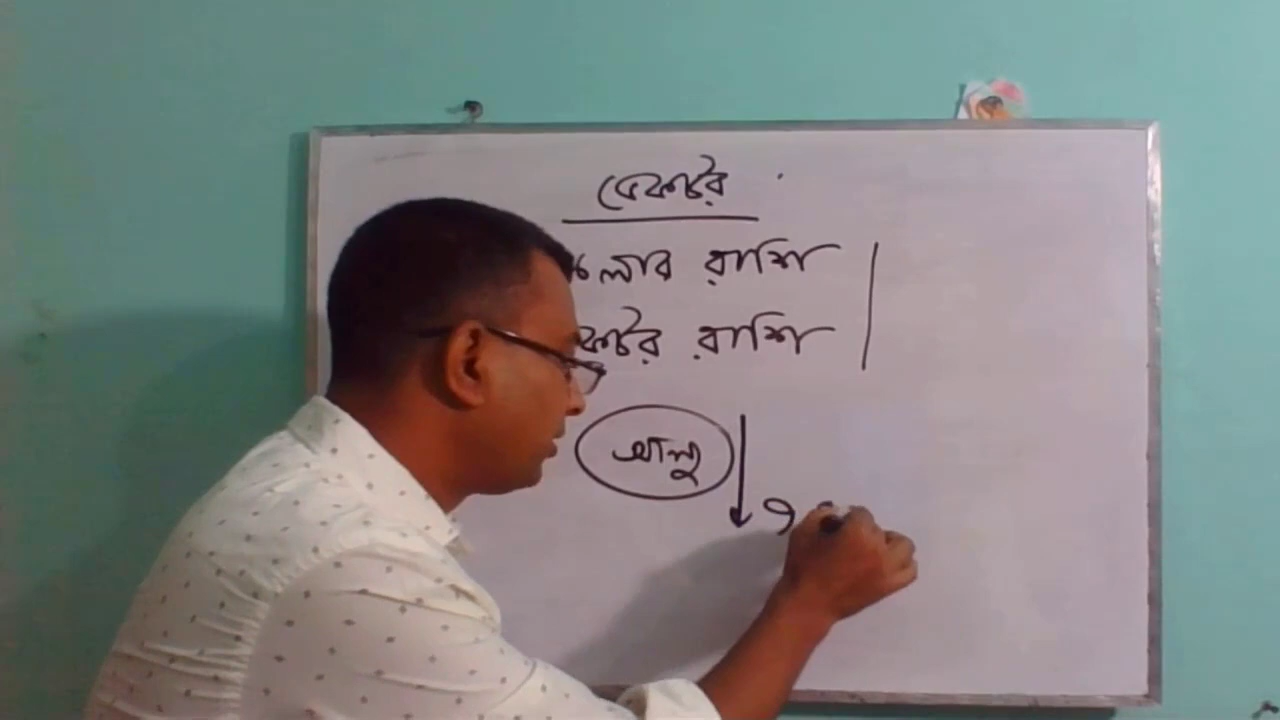 ভেক্টর
লার রাশি
ক্টর রাশি
আলু